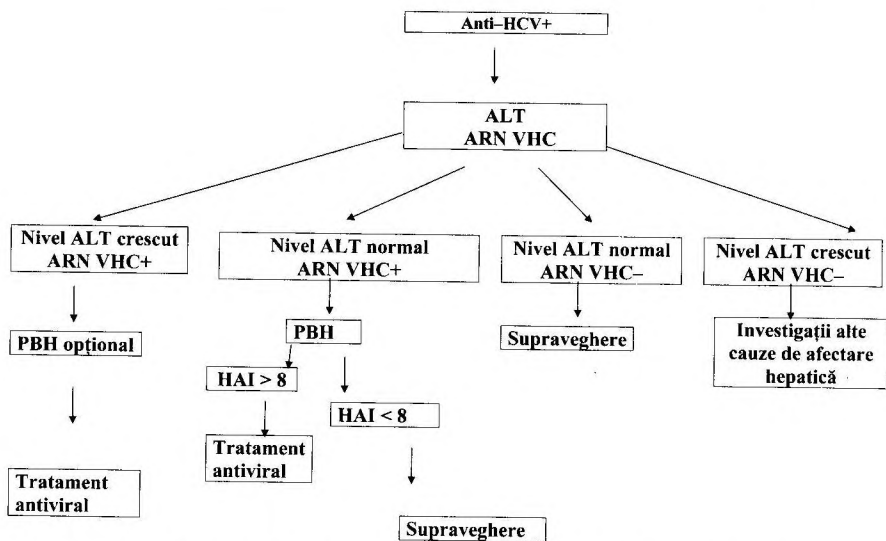 Anti–HCV+
ALT
ARN VHC
Nivel ALT crescut
ARN VHC+
Nivel ALT normal
ARN VHC+
Nivel ALT normal
ARN VHC–
Nivel ALT crescut
ARN VHC–
PBH opțional
PBH
Supraveghere
Investigații alte
cauze de afectare
hepatică
HAI > 8
HAI < 8
Tratament
antiviral
Tratament
antiviral
Supraveghere